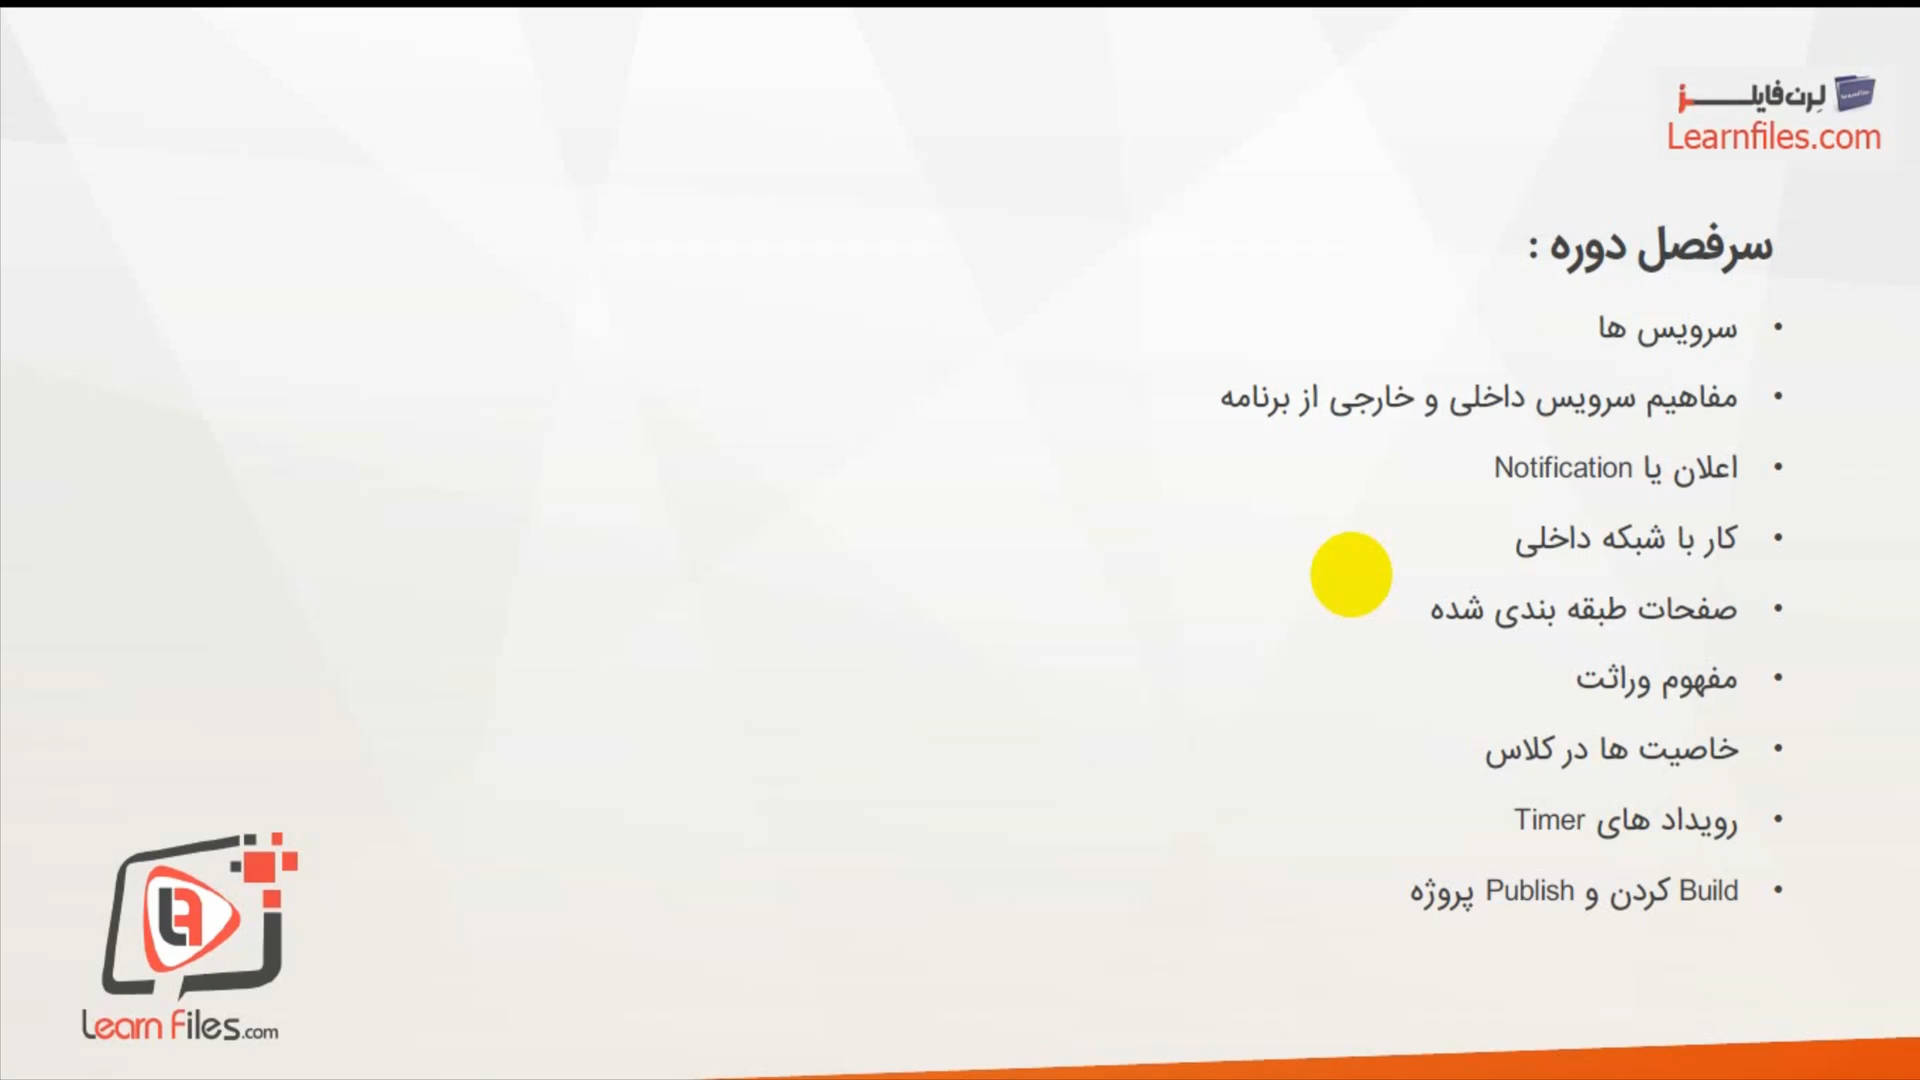 لرن‌فایلز
Learnfiles.com
سرفصل دوره :
• سرویس ها
• مفاهیم سرویس داخلی و خارجی از برنامه
• اعلان یا Notification
• کار با شبکه داخلی
• صفحات طبقه بندی شده
• مفهوم وراثت
• خاصیت ها در کلاس
• رویداد های Timer
• Build کردن و Publish پروژه
Learn Files.com